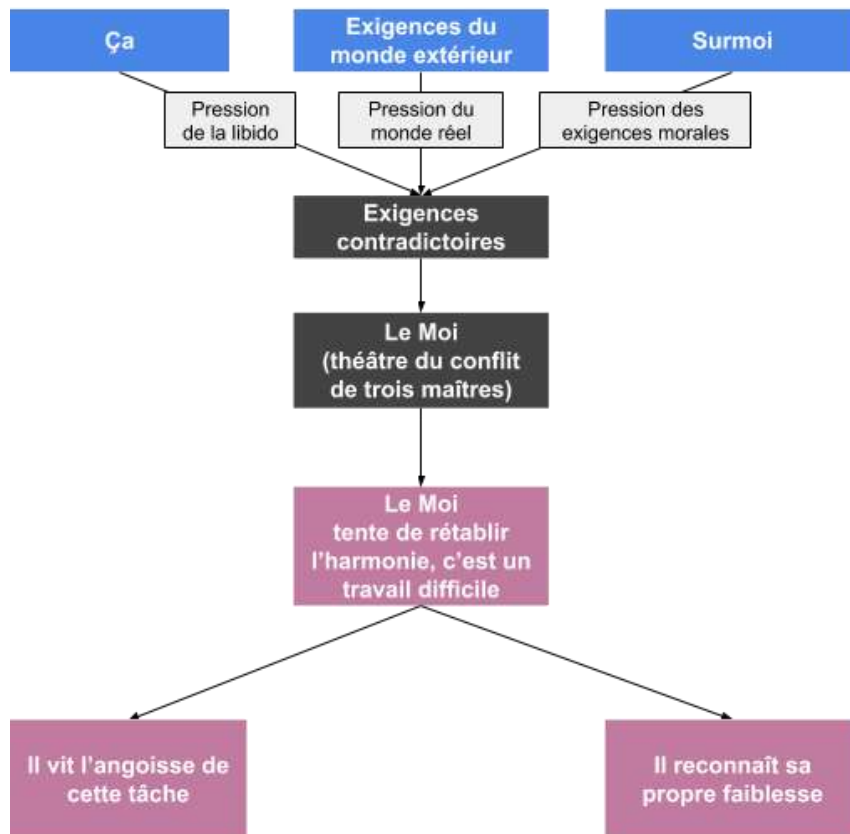 Ça
Exigences du
monde extérieur
Surmoi
Pression
de la libido
Pression du
monde réel
Pression des
exigences morales
Exigences
contradictoires
Le Moi
(théâtre du conflit
de trois maîtres)
Le Moi
tente de rétablir
l'harmonie, c'est un
travail difficile
Il vit l'angoisse de
cette tâche
Il reconnaît sa
propre faiblesse